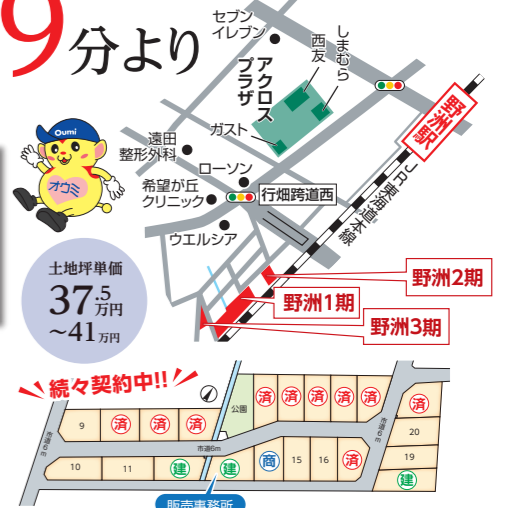 9分より
セブン
イレブン
しまむら
西友
アクロス
プラザ
ガスト
野洲駅
JR東海道本線
Oumi
オウミ
遠田
整形外科
ローソン
希望が丘
クリニック
行畑跨道西
ウエルシア
土地坪単価
37.5万円
~41万円
野洲2期
野洲1期
野洲3期
続々契約中!!
公園
済 済 済 済 済
済
9 済 済 済
市道6m
市道6m
市道6m
20
10 11 建 建 商 15 16 済
19
建
販売事務所